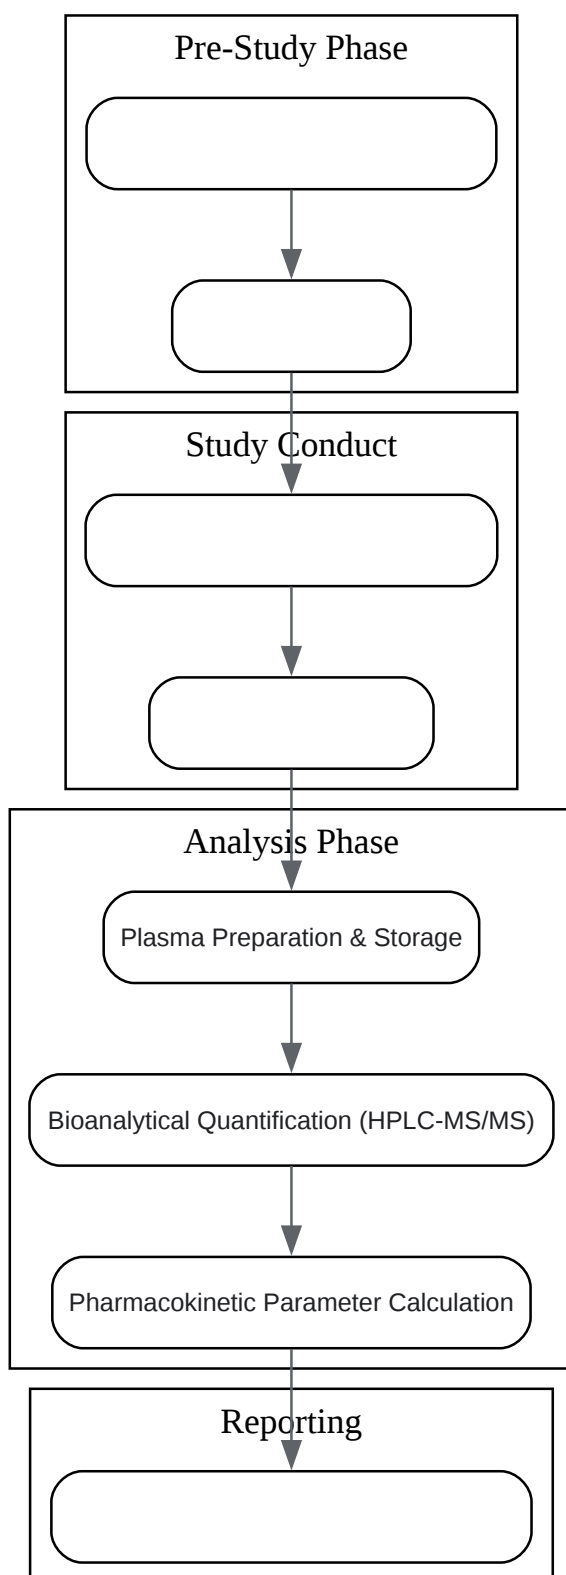 Pre-Study Phase
Study Conduct
Analysis Phase
Plasma Preparation & Storage
Bioanalytical Quantification (HPLC-MS/MS)
Pharmacokinetic Parameter Calculation
Reporting